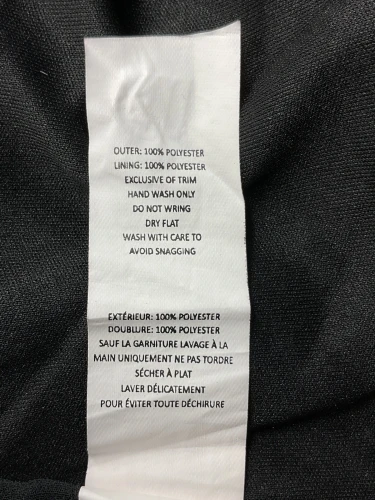 OUTER: 100% POLYESTER
LINING: 100% POLYESTER
EXCLUSIVE OF TRIM
HAND WASH ONLY
DO NOT WRING
DRY FLAT
WASH WITH CARE TO
AVOID SNAGGING
EXTÉRIEUR: 100% POLYESTER
DOUBLURE: 100% POLYESTER
SAUF LA GARNITURE LAVAGE À LA
MAIN UNIQUEMENT NE PAS TORDRE
SÉCHER À PLAT
LAVER DÉLICATEMENT
POUR ÉVITER TOUTE DÉCHIRURE